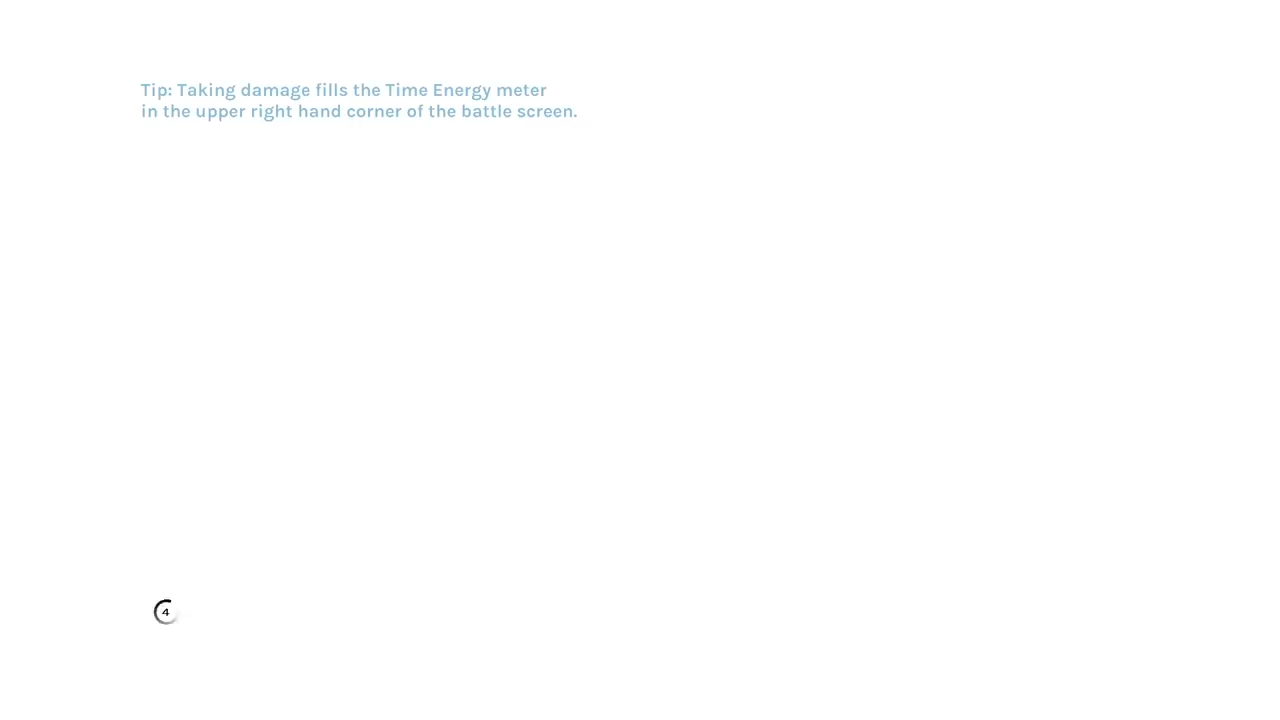 Tip: Taking damage fills the Time Energy meter
in the upper right hand corner of the battle screen.
4